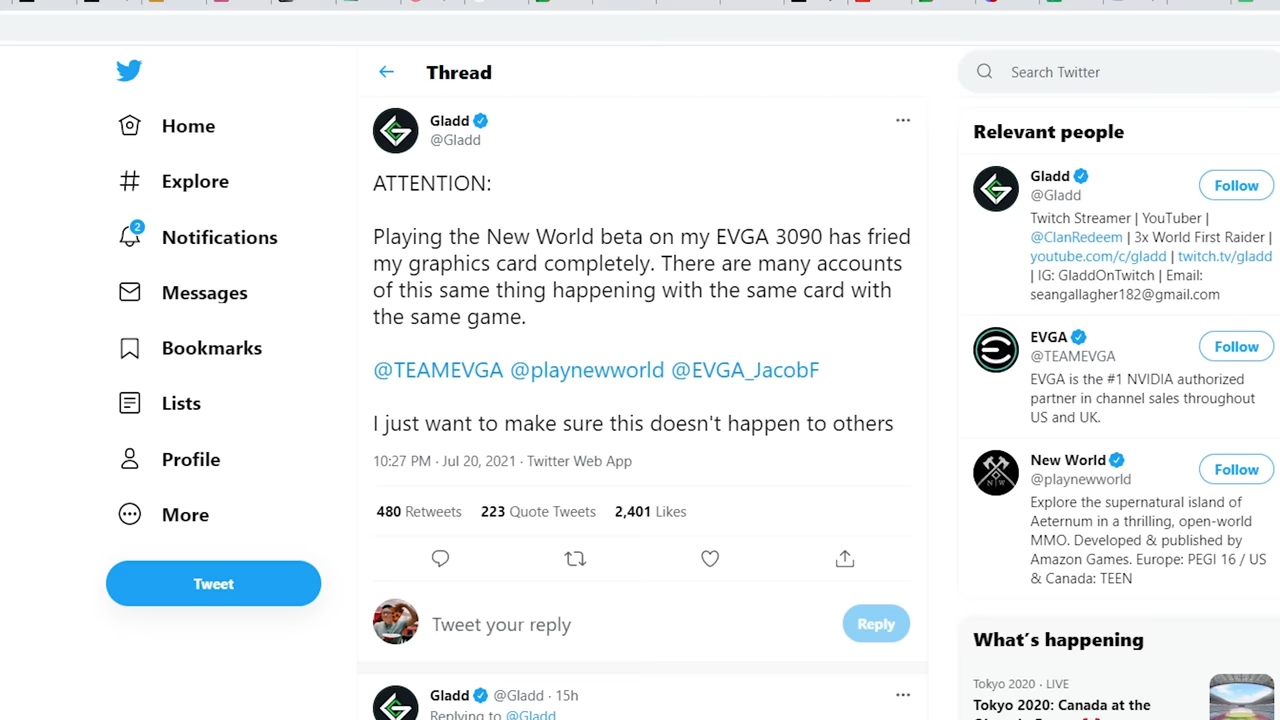 Home
Explore
2
Notifications
Messages
Bookmarks
Lists
Profile
More
Tweet
Thread
Gladd
@Gladd
ATTENTION:
Playing the New World beta on my EVGA 3090 has fried
my graphics card completely. There are many accounts
of this same thing happening with the same card with
the same game.
@TEAMEVGA @playnewworld @EVGA_JacobF
I just want to make sure this doesn't happen to others
10:27 PM · Jul 20, 2021 · Twitter Web App
480 Retweets 223 Quote Tweets 2,401 Likes
Tweet your reply
Reply
Gladd @Gladd · 15h
Replying to @Gladd
Search Twitter
Relevant people
Gladd
@Gladd
Follow
Twitch Streamer | YouTuber |
@ClanRedeem | 3x World First Raider |
youtube.com/c/gladd | twitch.tv/gladd
| IG: GladdOnTwitch | Email:
seangallagher182@gmail.com
EVGA
@TEAMEVGA
Follow
EVGA is the #1 NVIDIA authorized
partner in channel sales throughout
US and UK.
New World
@playnewworld
Follow
N W
Explore the supernatural island of
Aeternum in a thrilling, open-world
MMO. Developed & published by
Amazon Games. Europe: PEGI 16 / US
& Canada: TEEN
What's happening
Tokyo 2020 · LIVE
Tokyo 2020: Canada at the